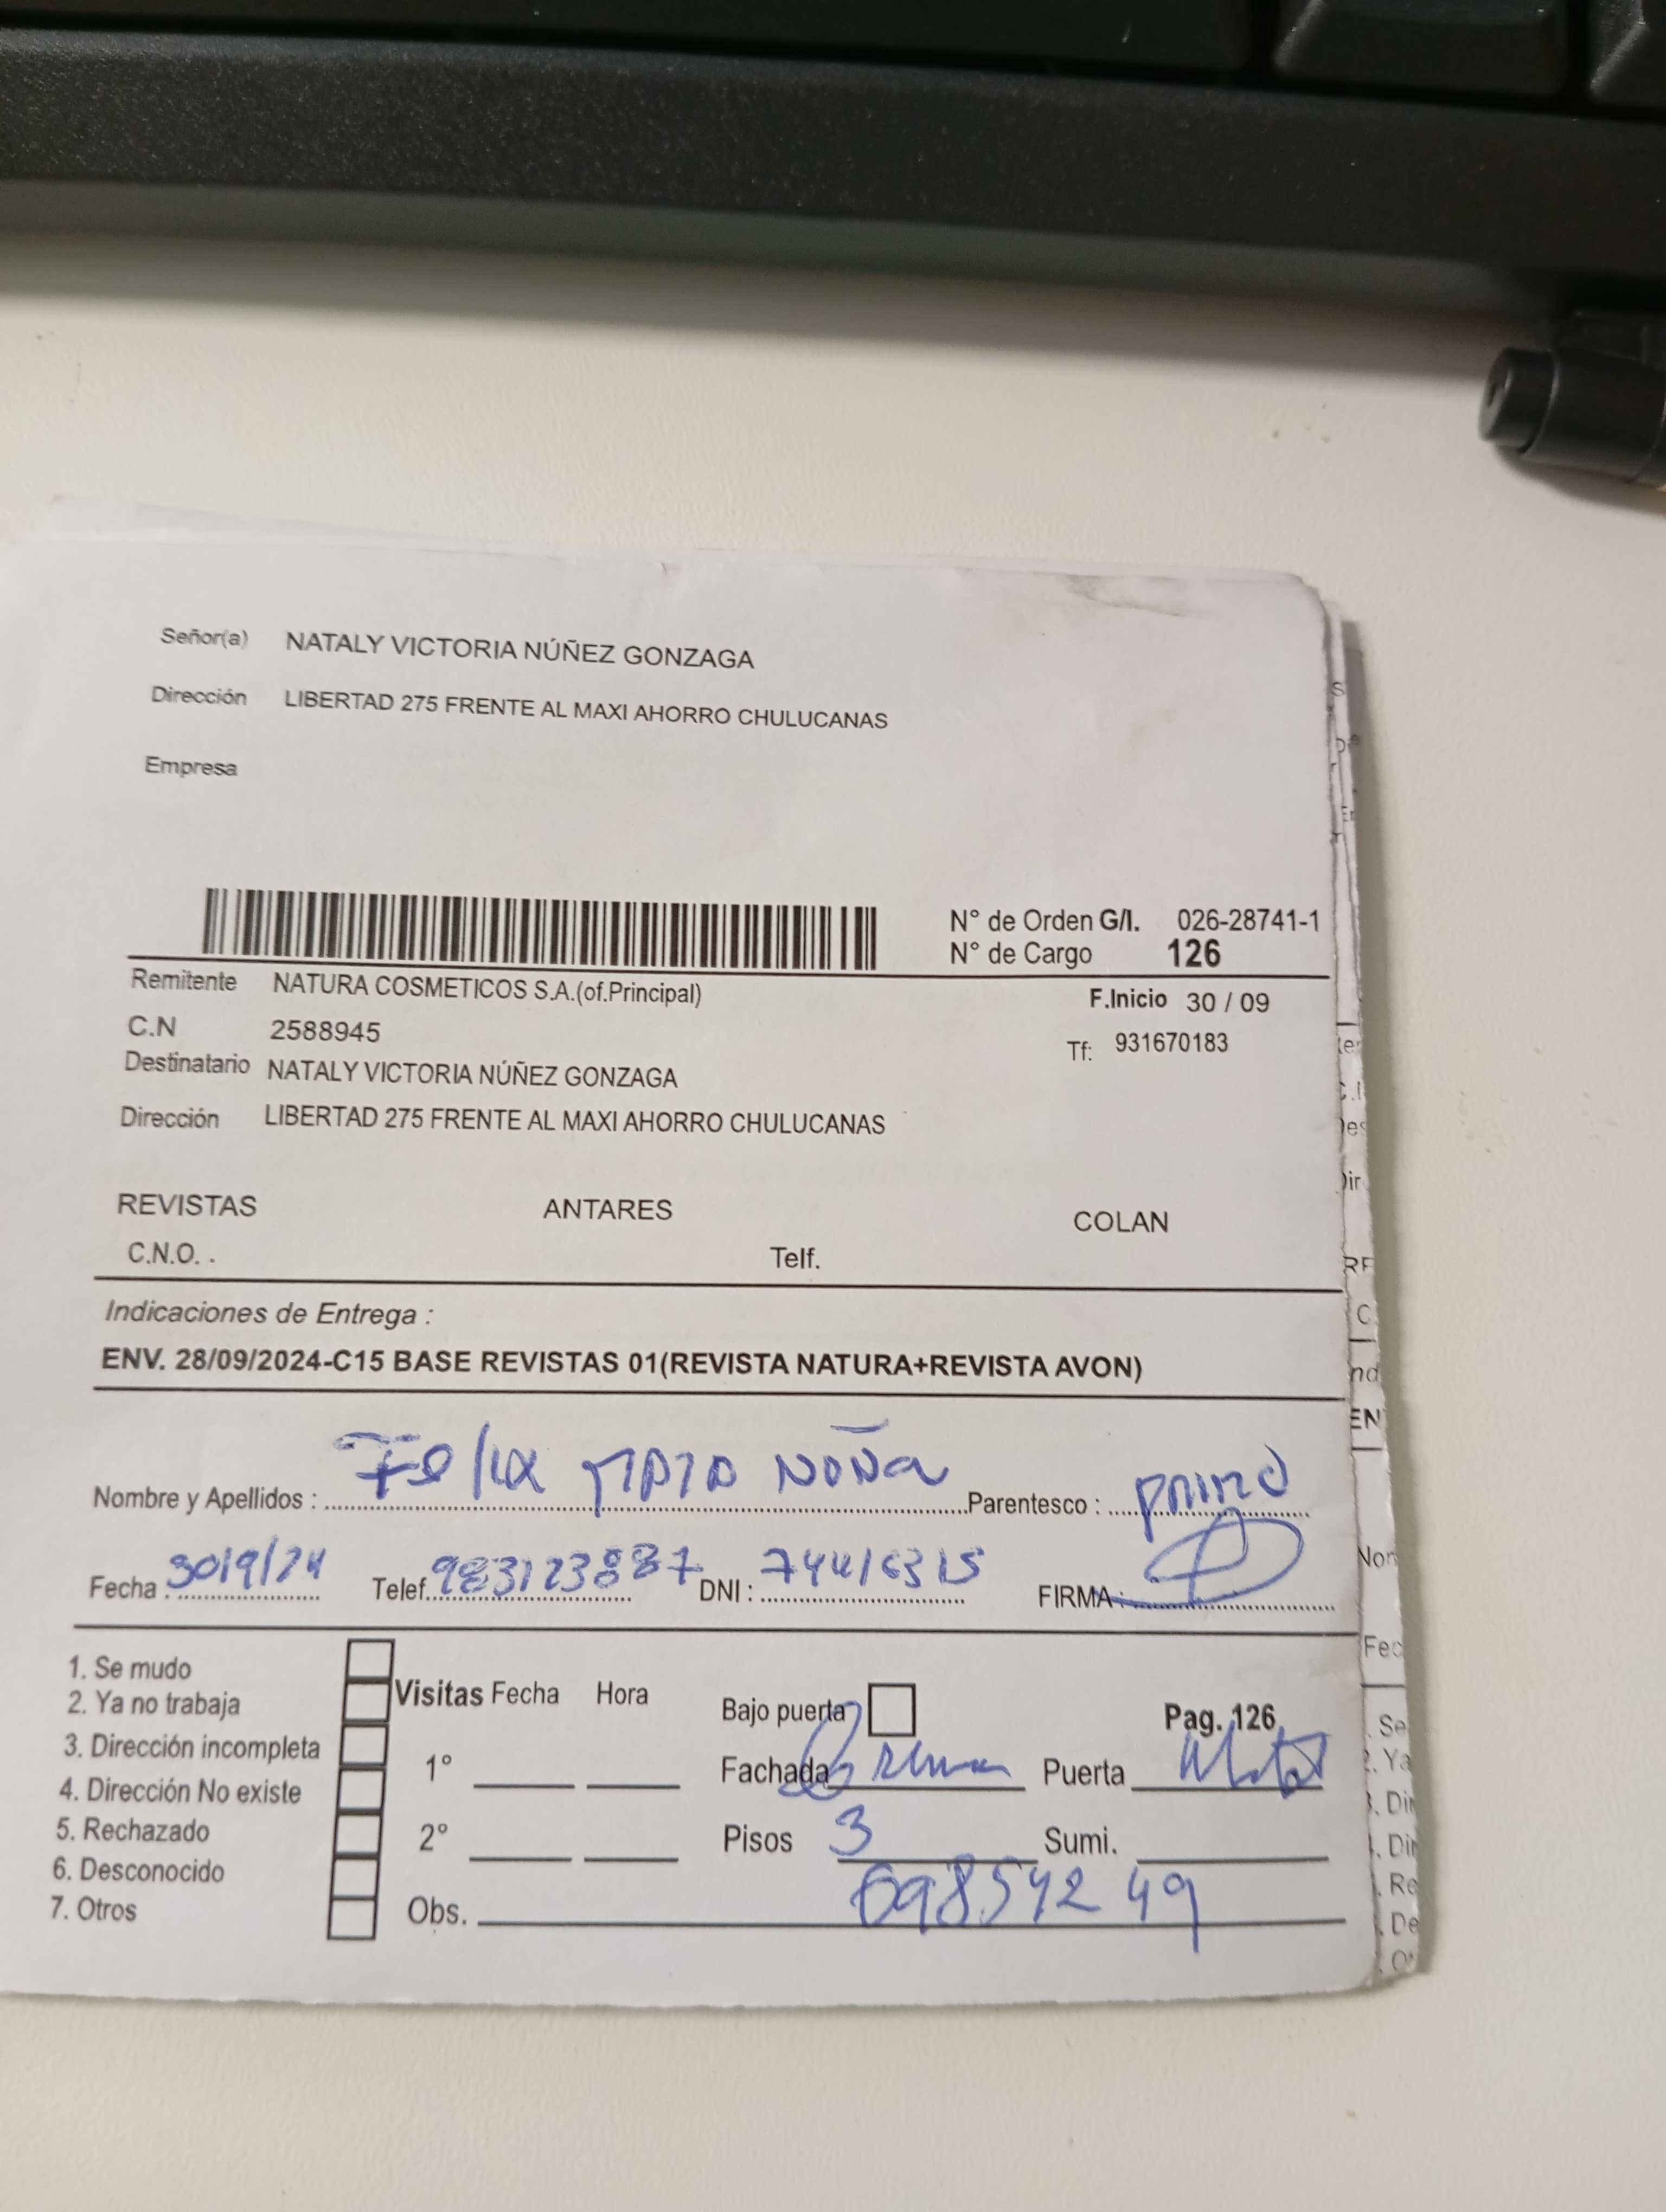 Señor(a) NATALY VICTORIA NÚÑEZ GONZAGA
Dirección LIBERTAD 275 FRENTE AL MAXI AHORRO CHULUCANAS
Empresa
N° de Orden G/I. 026-28741-1
N° de Cargo 126
Remitente NATURA COSMETICOS S.A.(of.Principal) F.Inicio 30 / 09
C.N 2588945 Tf: 931670183
Destinatario NATALY VICTORIA NÚÑEZ GONZAGA
Dirección LIBERTAD 275 FRENTE AL MAXI AHORRO CHULUCANAS
REVISTAS ANTARES COLAN
C.N.O. . Telf.
Indicaciones de Entrega :
ENV. 28/09/2024-C15 BASE REVISTAS 01(REVISTA NATURA+REVISTA AVON)
Nombre y Apellidos : Felix Parentesco : primo
Fecha : 30/9/24 Telef. 983123887 DNI : 74416315 FIRMA :
1. Se mudo
2. Ya no trabaja Visitas Fecha Hora Bajo puerta Pag. 126
3. Dirección incompleta 1° Fachada Crema Puerta Metal
4. Dirección No existe
5. Rechazado 2° Pisos 3 Sumi.
6. Desconocido 69854249
7. Otros Obs.